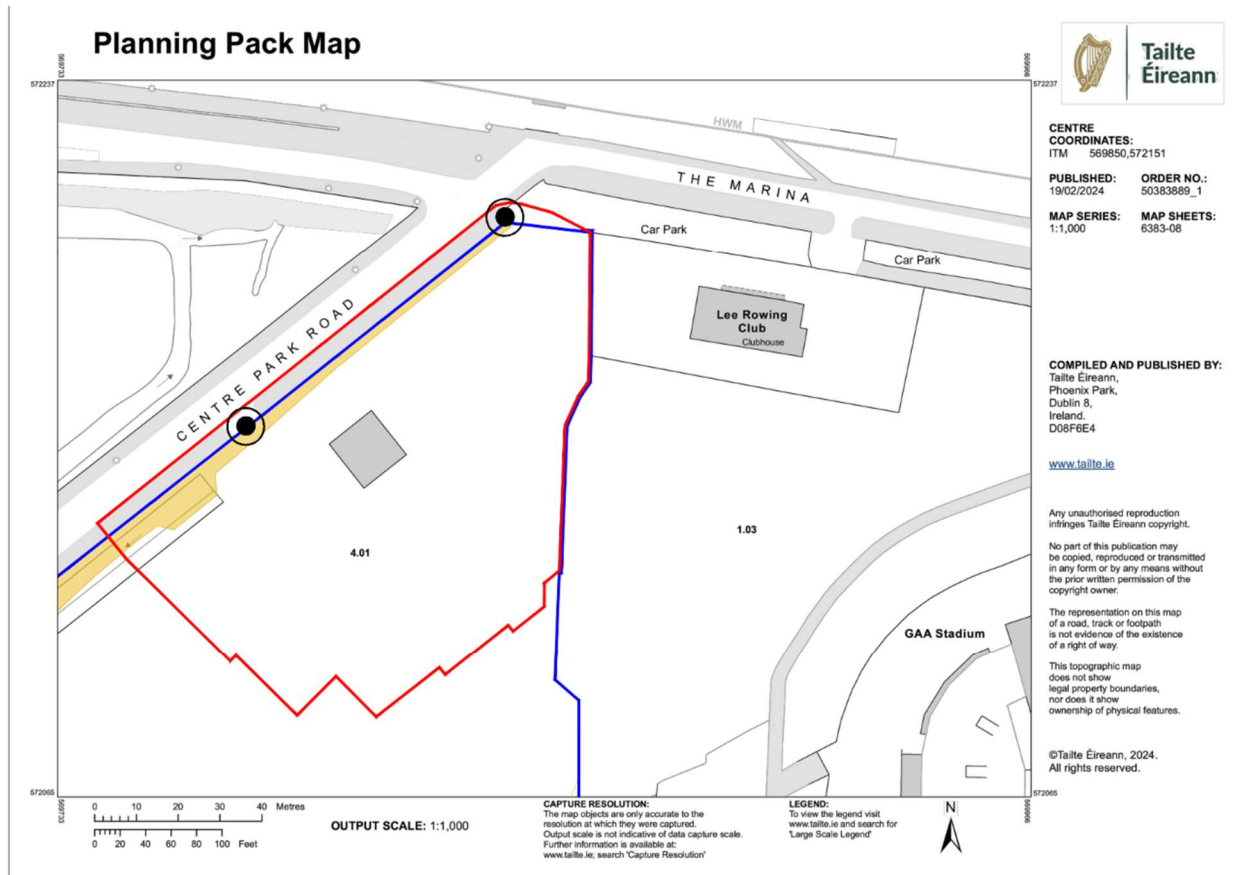 Planning Pack Map
Tailte
Éireann
569733
569966
572237
572237
HWM
THE MARINA
Car Park
Car Park
Lee Rowing
Club
Clubhouse
CENTRE PARK ROAD
4.01
1.03
GAA Stadium
572065
572065
569733
569966
CENTRE
COORDINATES:
ITM 569850,572151
PUBLISHED: ORDER NO.:
19/02/2024 50383889_1
MAP SERIES: MAP SHEETS:
1:1,000 6383-08
COMPILED AND PUBLISHED BY:
Tailte Éireann,
Phoenix Park,
Dublin 8,
Ireland.
D08F6E4
www.tailte.ie
Any unauthorised reproduction
infringes Tailte Éireann copyright.
No part of this publication may
be copied, reproduced or transmitted
in any form or by any means without
the prior written permission of the
copyright owner.
The representation on this map
of a road, track or footpath
is not evidence of the existence
of a right of way.
This topographic map
does not show
legal property boundaries,
nor does it show
ownership of physical features.
©Tailte Éireann, 2024.
All rights reserved.
0 10 20 30 40 Metres
0 20 40 60 80 100 Feet
OUTPUT SCALE: 1:1,000
CAPTURE RESOLUTION:
The map objects are only accurate to the
resolution at which they were captured.
Output scale is not indicative of data capture scale.
Further information is available at:
www.tailte.ie; search 'Capture Resolution'
LEGEND:
To view the legend visit
www.tailte.ie and search for
'Large Scale Legend'
N